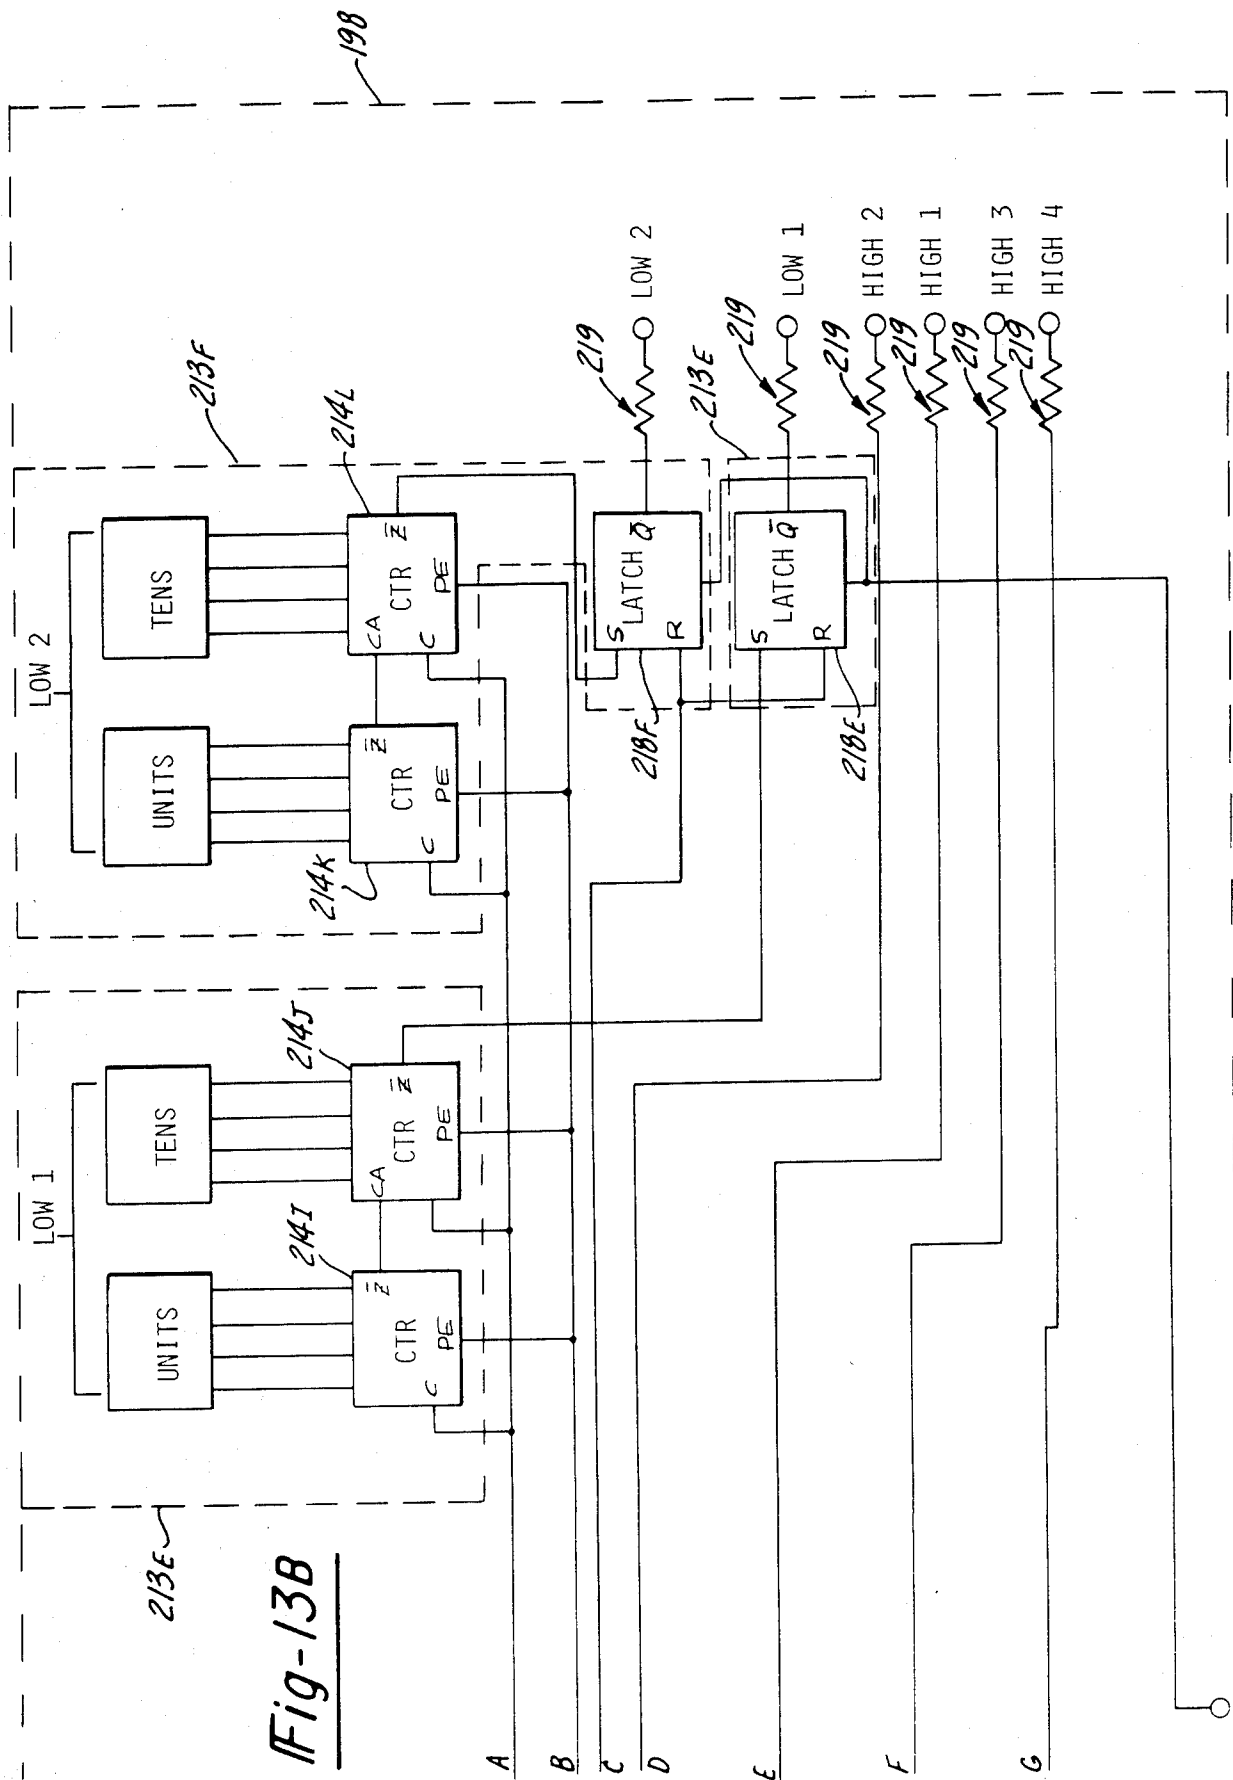 198
213F
LOW 2
UNITS
TENS
214K
214L
CTR
C
PE
Z̅
CTR
CA
C
PE
Z̅
LOW 1
UNITS
TENS
214I
214J
CTR
C
PE
Z̅
CTR
CA
PE
Z̅
213E
Fig-13B
S
LATCH
R
Q̅
218F
219
LOW 2
213E
S
LATCH
R
Q̅
218E
219
LOW 1
219
HIGH 2
219
HIGH 1
219
HIGH 3
219
HIGH 4
A
B
C
D
E
F
G